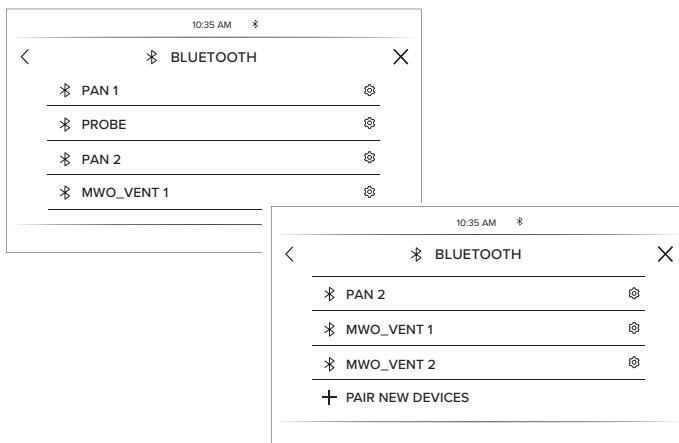 10:35 AM
BLUETOOTH
PAN 1
PROBE
PAN 2
MWO_VENT 1
10:35 AM
BLUETOOTH
PAN 2
MWO_VENT 1
MWO_VENT 2
PAIR NEW DEVICES